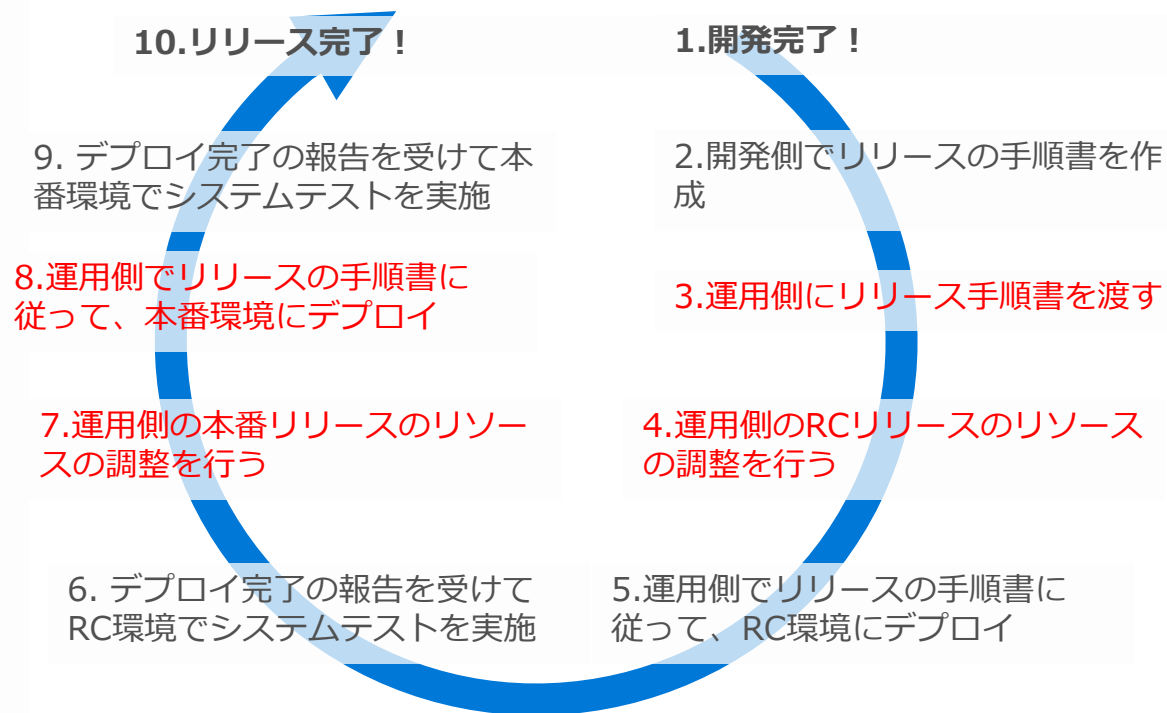 1.開発完了！
2.開発側でリリースの手順書を作
成
3.運用側にリリース手順書を渡す
4.運用側のRCリリースのリソース
の調整を行う
5.運用側でリリースの手順書に
従って、RC環境にデプロイ
6. デプロイ完了の報告を受けて
RC環境でシステムテストを実施
7.運用側の本番リリースのリソー
スの調整を行う
8.運用側でリリースの手順書に
従って、本番環境にデプロイ
9. デプロイ完了の報告を受けて本
番環境でシステムテストを実施
10.リリース完了！